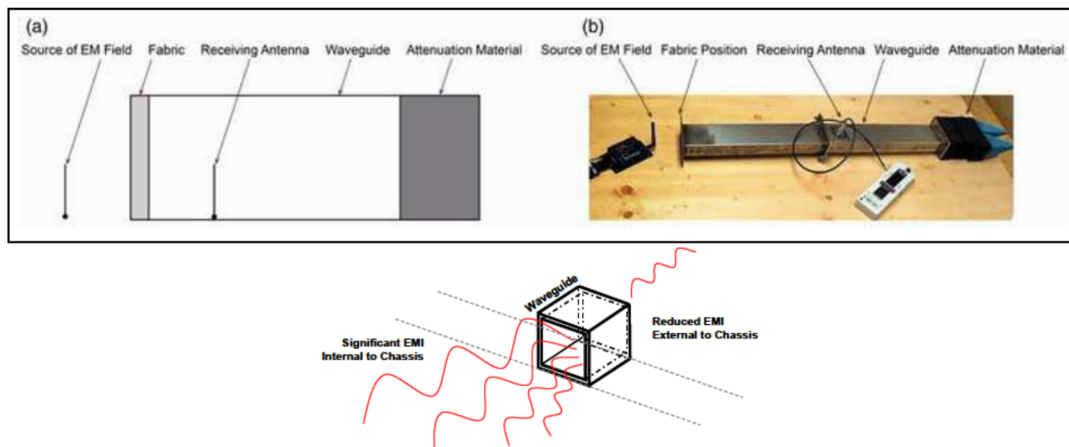 (a)
Source of EM Field Fabric Receiving Antenna Waveguide Attenuation Material
(b)
Source of EM Field Fabric Position Receiving Antenna Waveguide Attenuation Material
Waveguide
Significant EMI
Internal to Chassis
Reduced EMI
External to Chassis